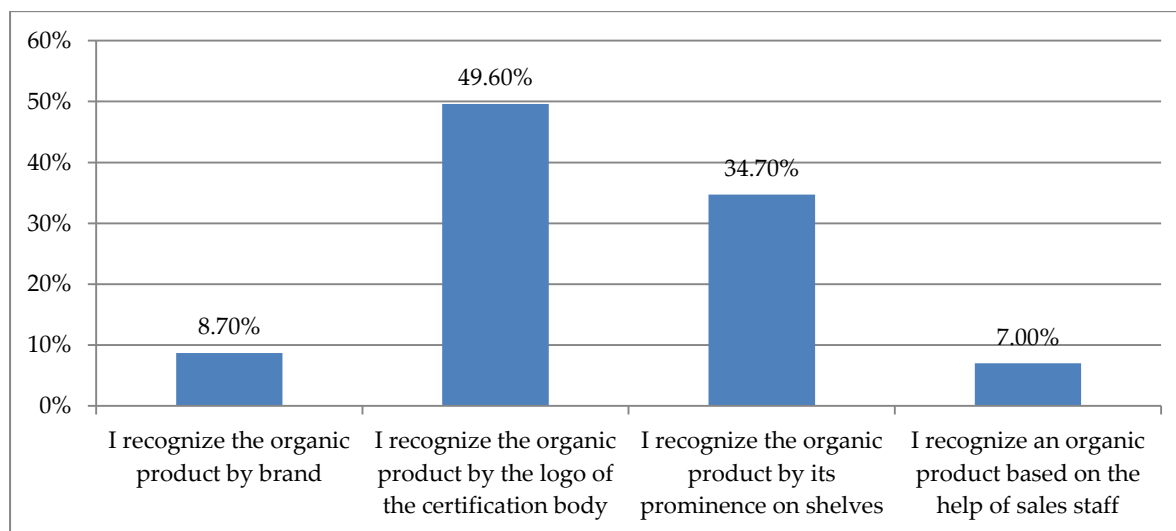 60%
50%
40%
30%
20%
10%
0%
8.70%
49.60%
34.70%
7.00%
I recognize the organic
product by brand
I recognize the organic
product by the logo of
the certification body
I recognize the organic
product by its
prominence on shelves
I recognize an organic
product based on the
help of sales staff